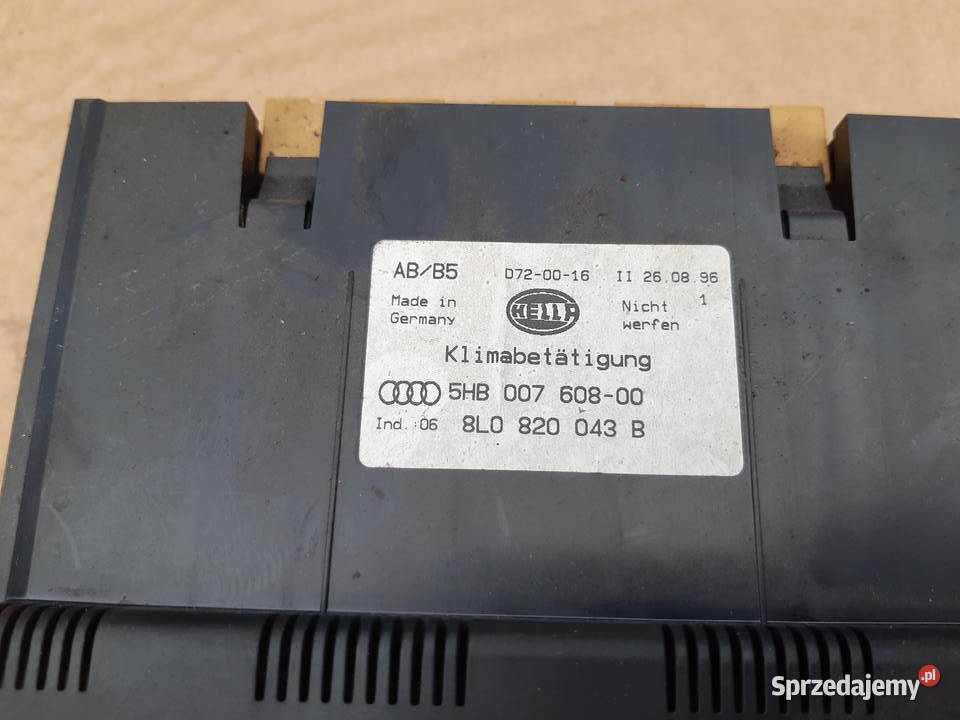 AB/B5 D72-00-16 II 26.08.96
Made in Germany
HELLA
Nicht werfen
1
Klimabetätigung
5HB 007 608-00
Ind.:06 8L0 820 043 B
Sprzedajemy.pl